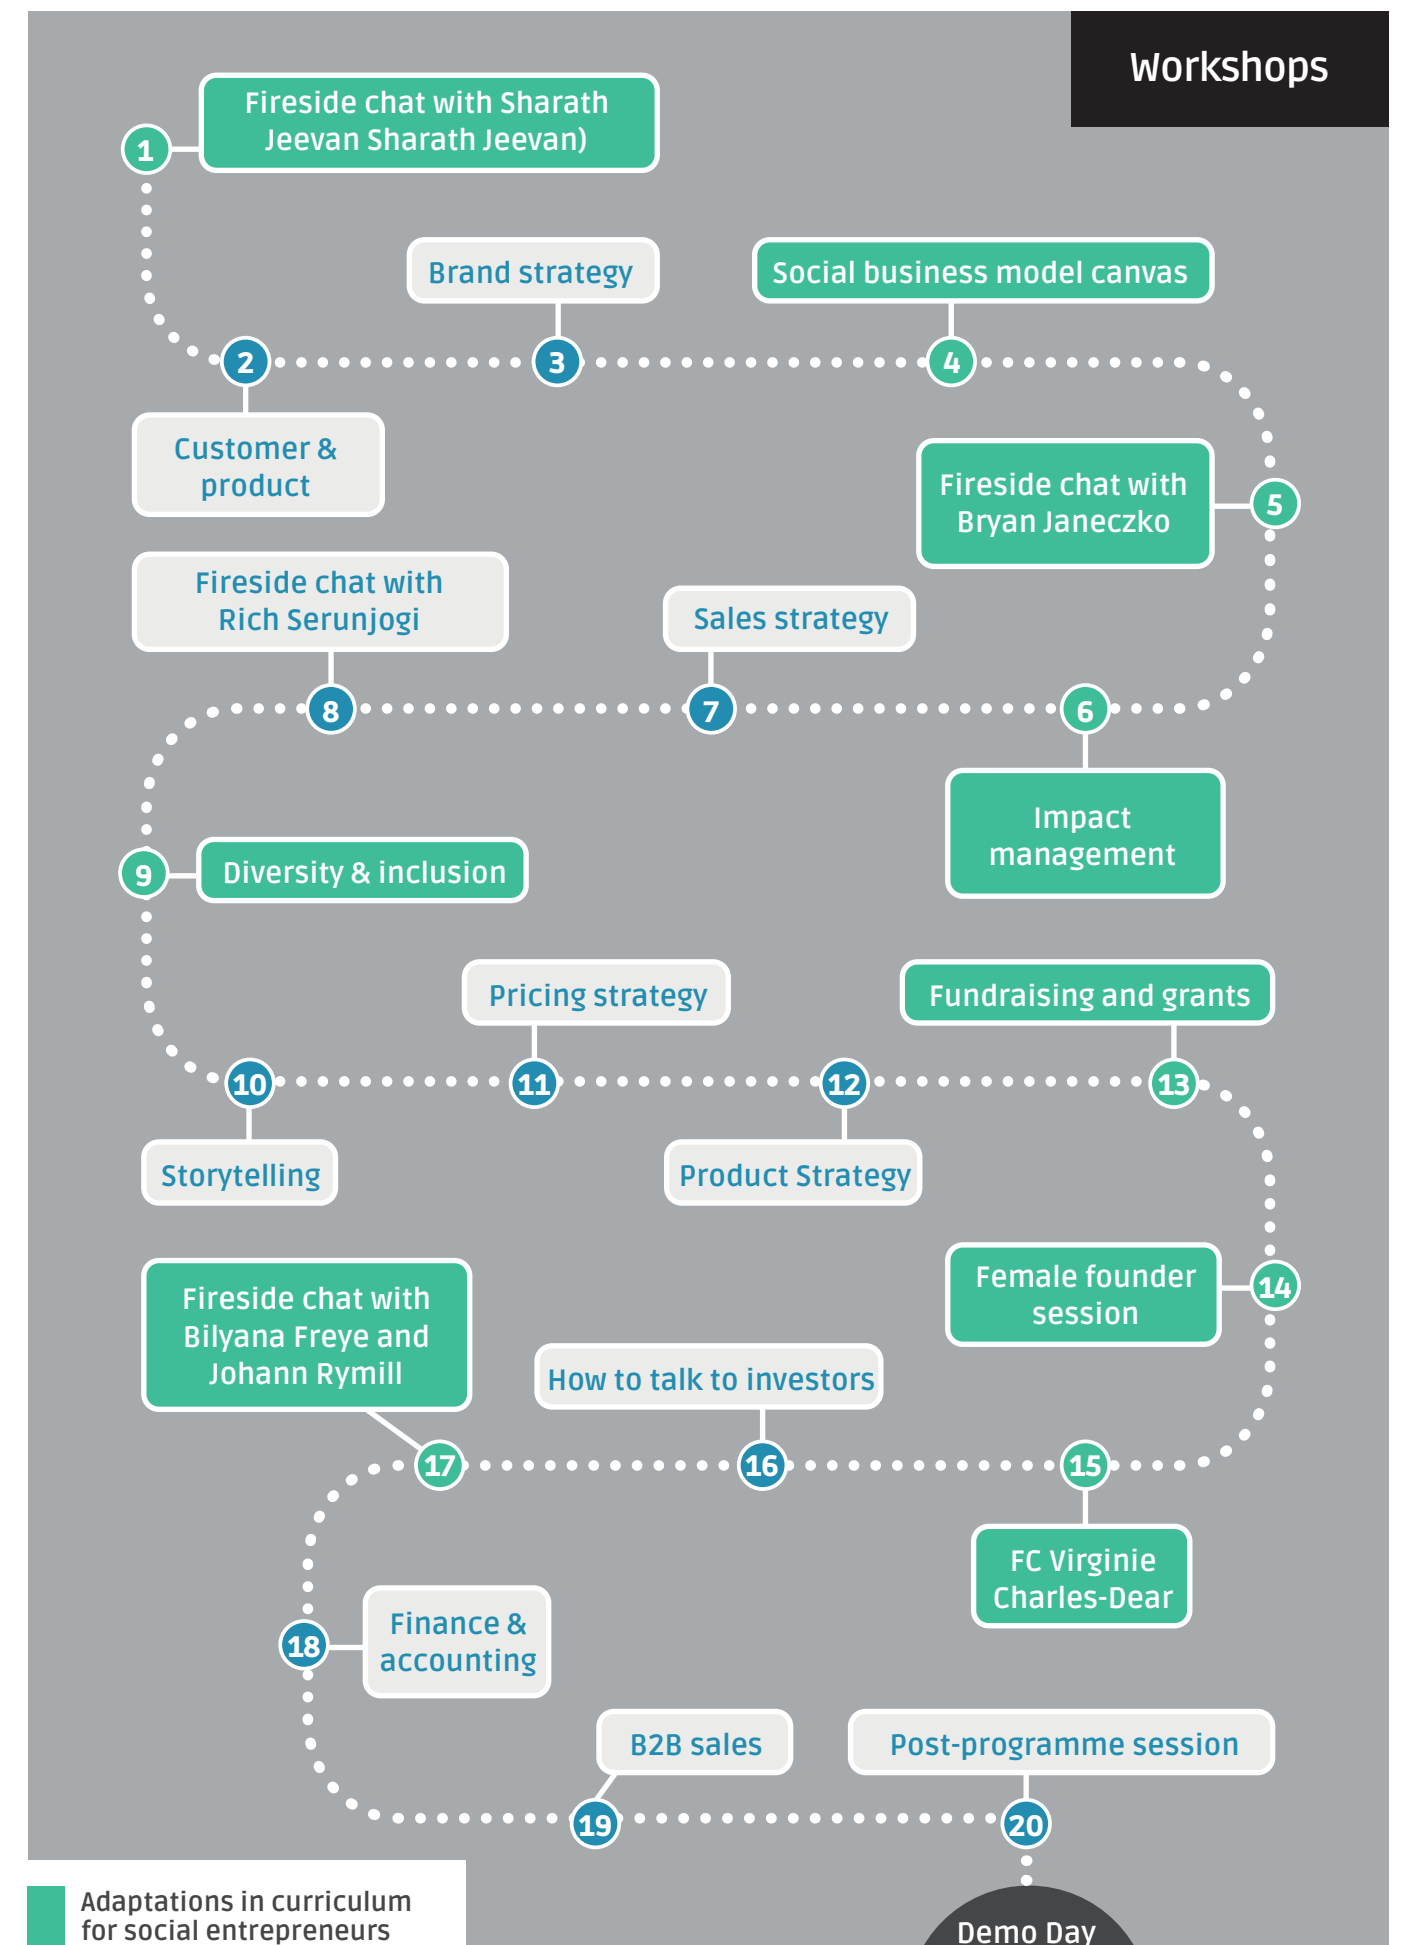 Workshops
1
Fireside chat with Sharath
Jeevan Sharath Jeevan)
2
Customer &
product
3
Brand strategy
4
Social business model canvas
5
Fireside chat with
Bryan Janeczko
6
Impact
management
7
Sales strategy
8
Fireside chat with
Rich Serunjogi
9
Diversity & inclusion
10
Storytelling
11
Pricing strategy
12
Product Strategy
13
Fundraising and grants
14
Female founder
session
15
FC Virginie
Charles-Dear
16
How to talk to investors
17
Fireside chat with
Bilyana Freye and
Johann Rymill
18
Finance &
accounting
19
B2B sales
20
Post-programme session
Demo Day
Adaptations in curriculum
for social entrepreneurs